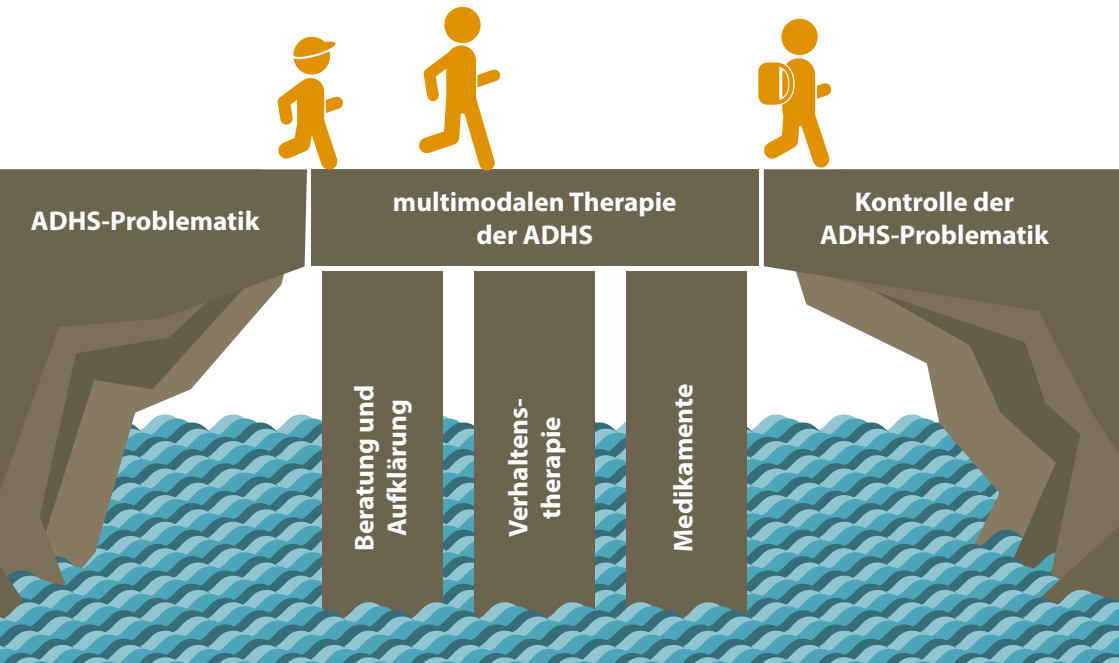 ADHS-Problematik
multimodalen Therapie
der ADHS
Kontrolle der
ADHS-Problematik
Beratung und
Aufklärung
Verhaltens-
therapie
Medikamente